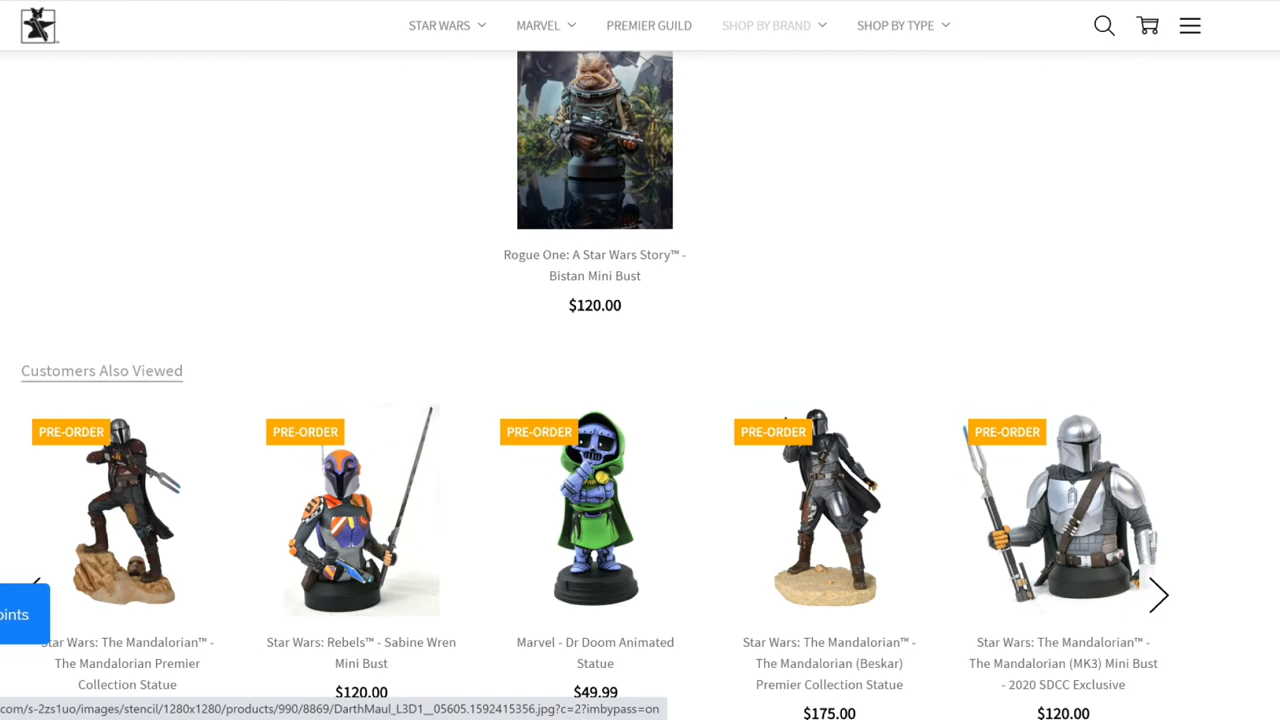 STAR WARS
MARVEL
PREMIER GUILD
SHOP BY BRAND
SHOP BY TYPE
Rogue One: A Star Wars Story™ -
Bistan Mini Bust
$120.00
Customers Also Viewed
PRE-ORDER
PRE-ORDER
PRE-ORDER
PRE-ORDER
PRE-ORDER
oints
Star Wars: The Mandalorian™ -
The Mandalorian Premier
Collection Statue
Star Wars: Rebels™ - Sabine Wren
Mini Bust
$120.00
Marvel - Dr Doom Animated
Statue
$49.99
Star Wars: The Mandalorian™ -
The Mandalorian (Beskar)
Premier Collection Statue
$175.00
Star Wars: The Mandalorian™ -
The Mandalorian (MK3) Mini Bust
- 2020 SDCC Exclusive
$120.00
com/s-2zs1uo/images/stencil/1280x1280/products/990/8869/DarthMaul_L3D1__05605.1592415356.jpg?c=2?imbypass=on